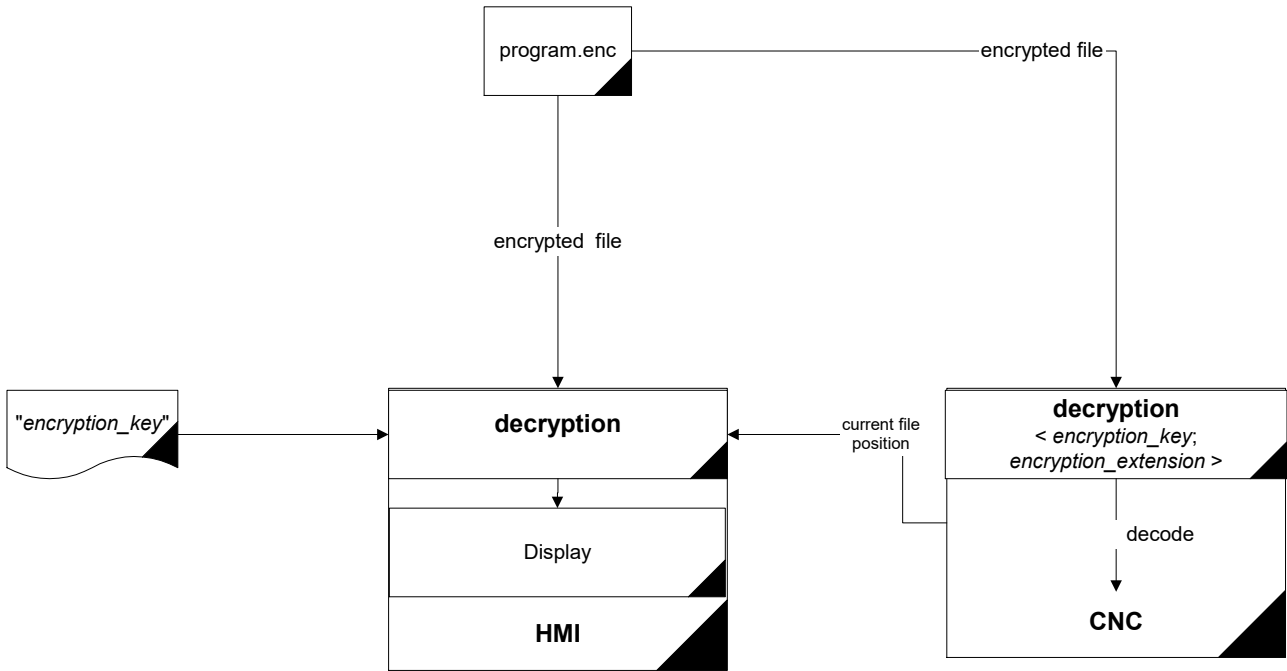 program.enc
encrypted file
encrypted  file
"encryption_key"
decryption
current file
position
decryption
< encryption_key;
encryption_extension >
Display
decode
HMI
CNC